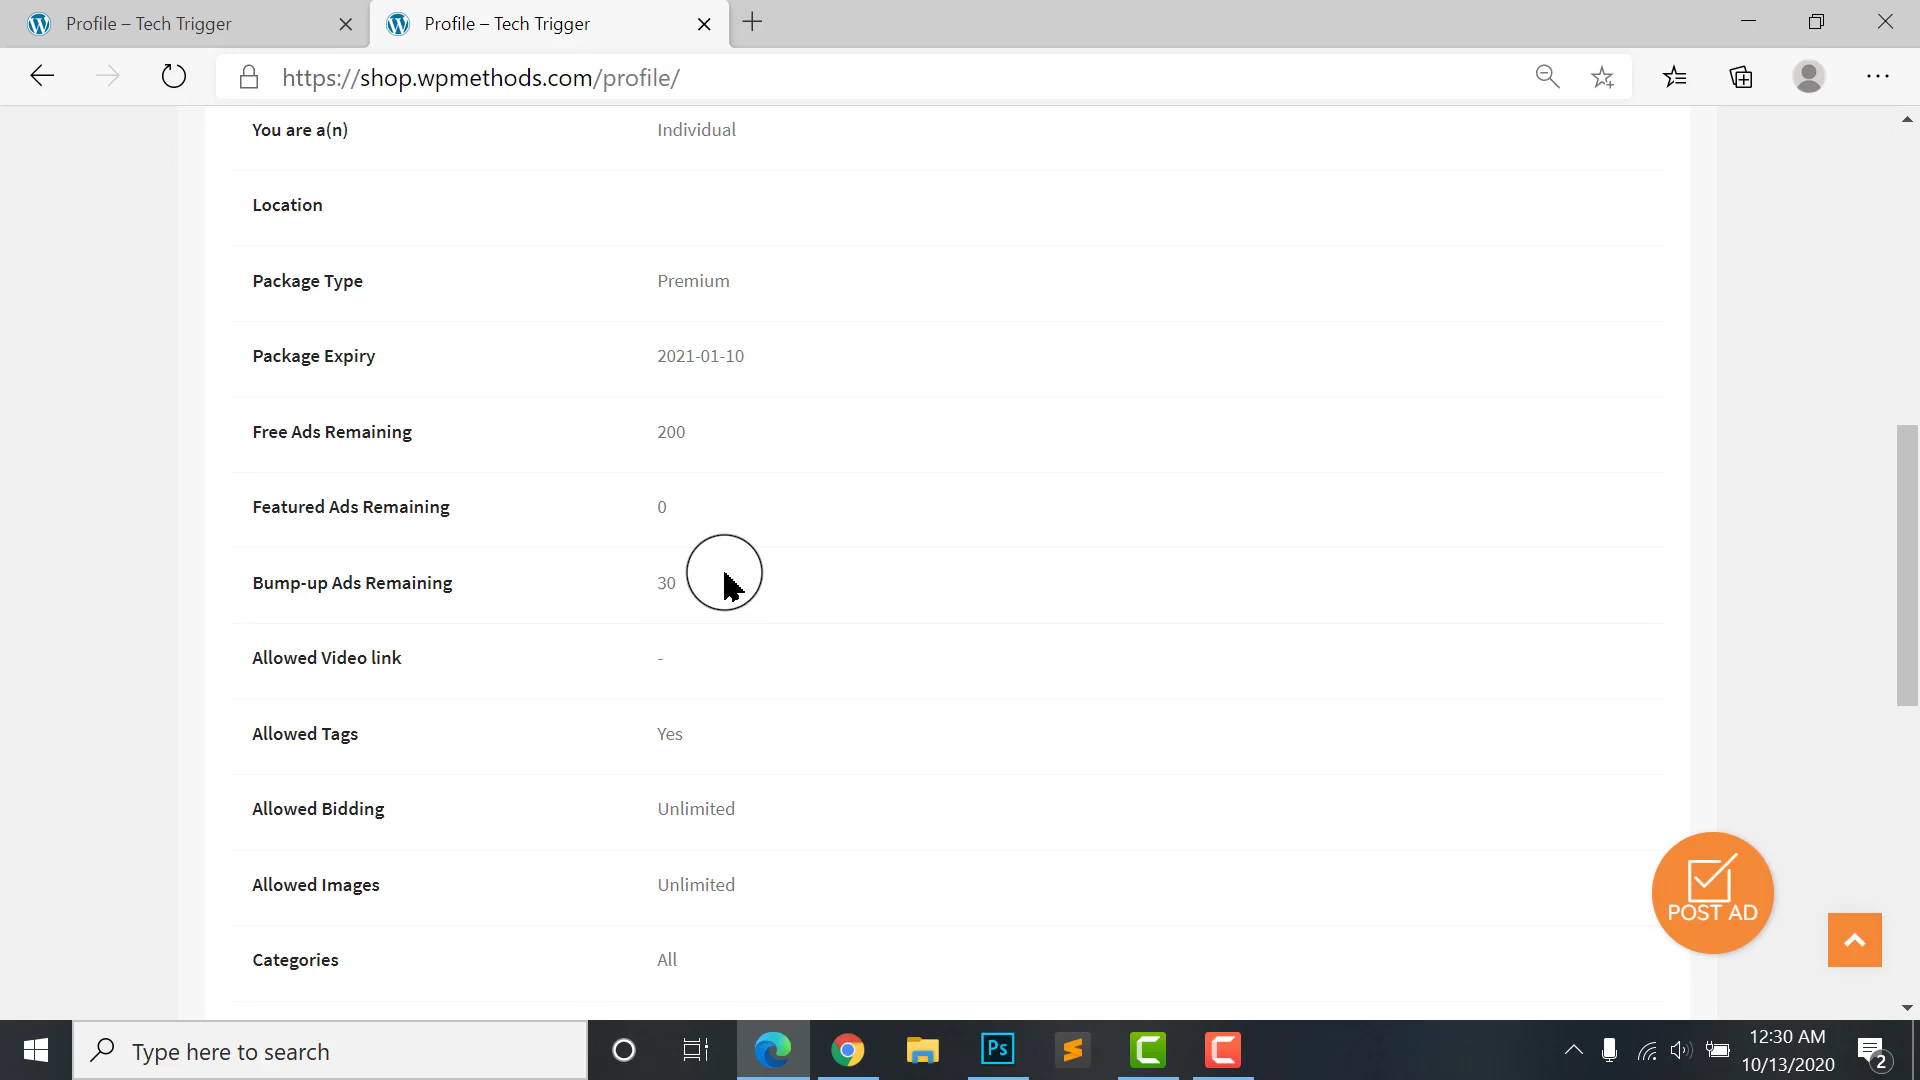 Profile – Tech Trigger
Profile – Tech Trigger
https://shop.wpmethods.com/profile/
You are a(n) Individual
Location
Package Type Premium
Package Expiry 2021-01-10
Free Ads Remaining 200
Featured Ads Remaining 0
Bump-up Ads Remaining 30
Allowed Video link -
Allowed Tags Yes
Allowed Bidding Unlimited
Allowed Images Unlimited
Categories All
POST AD
Type here to search
Ps
12:30 AM
10/13/2020
2